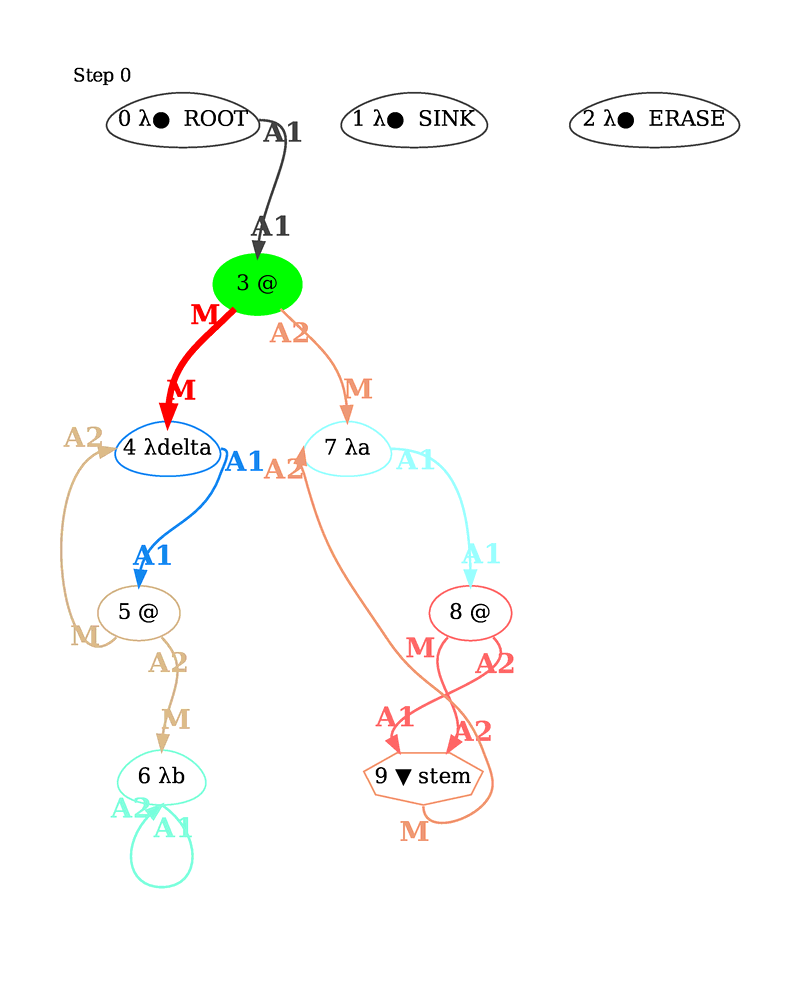 Step 0
0 λ● ROOT
1 λ● SINK
2 λ● ERASE
A1
A1
3 @
M
A2
M
M
A2
4 λdelta
A1
7 λa
A2
A1
A1
A1
5 @
8 @
M
A2
M
A2
M
A1
A2
6 λb
9 ▼ stem
A2
A1
M